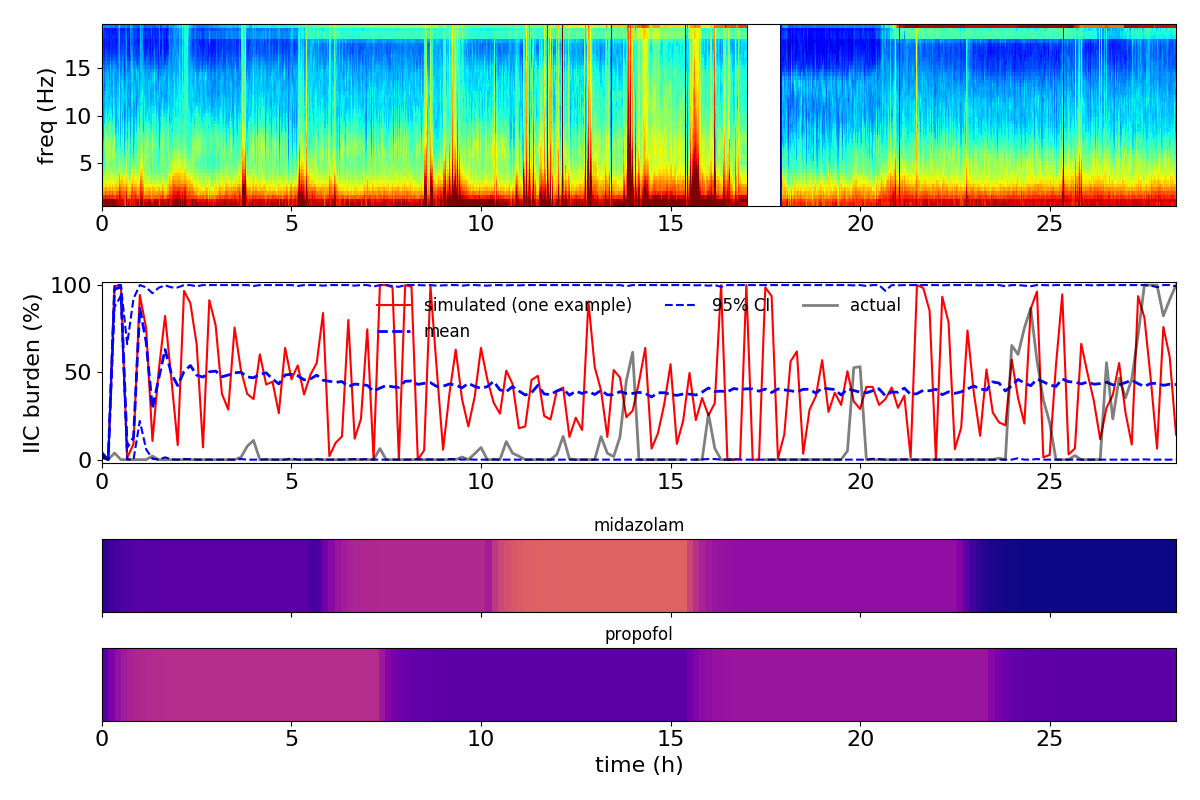 freq (Hz)
15
10
5
0 5 10 15 20 25
IIC burden (%)
100
50
0
simulated (one example) 95% CI actual
mean
0 5 10 15 20 25
midazolam
propofol
0 5 10 15 20 25
time (h)